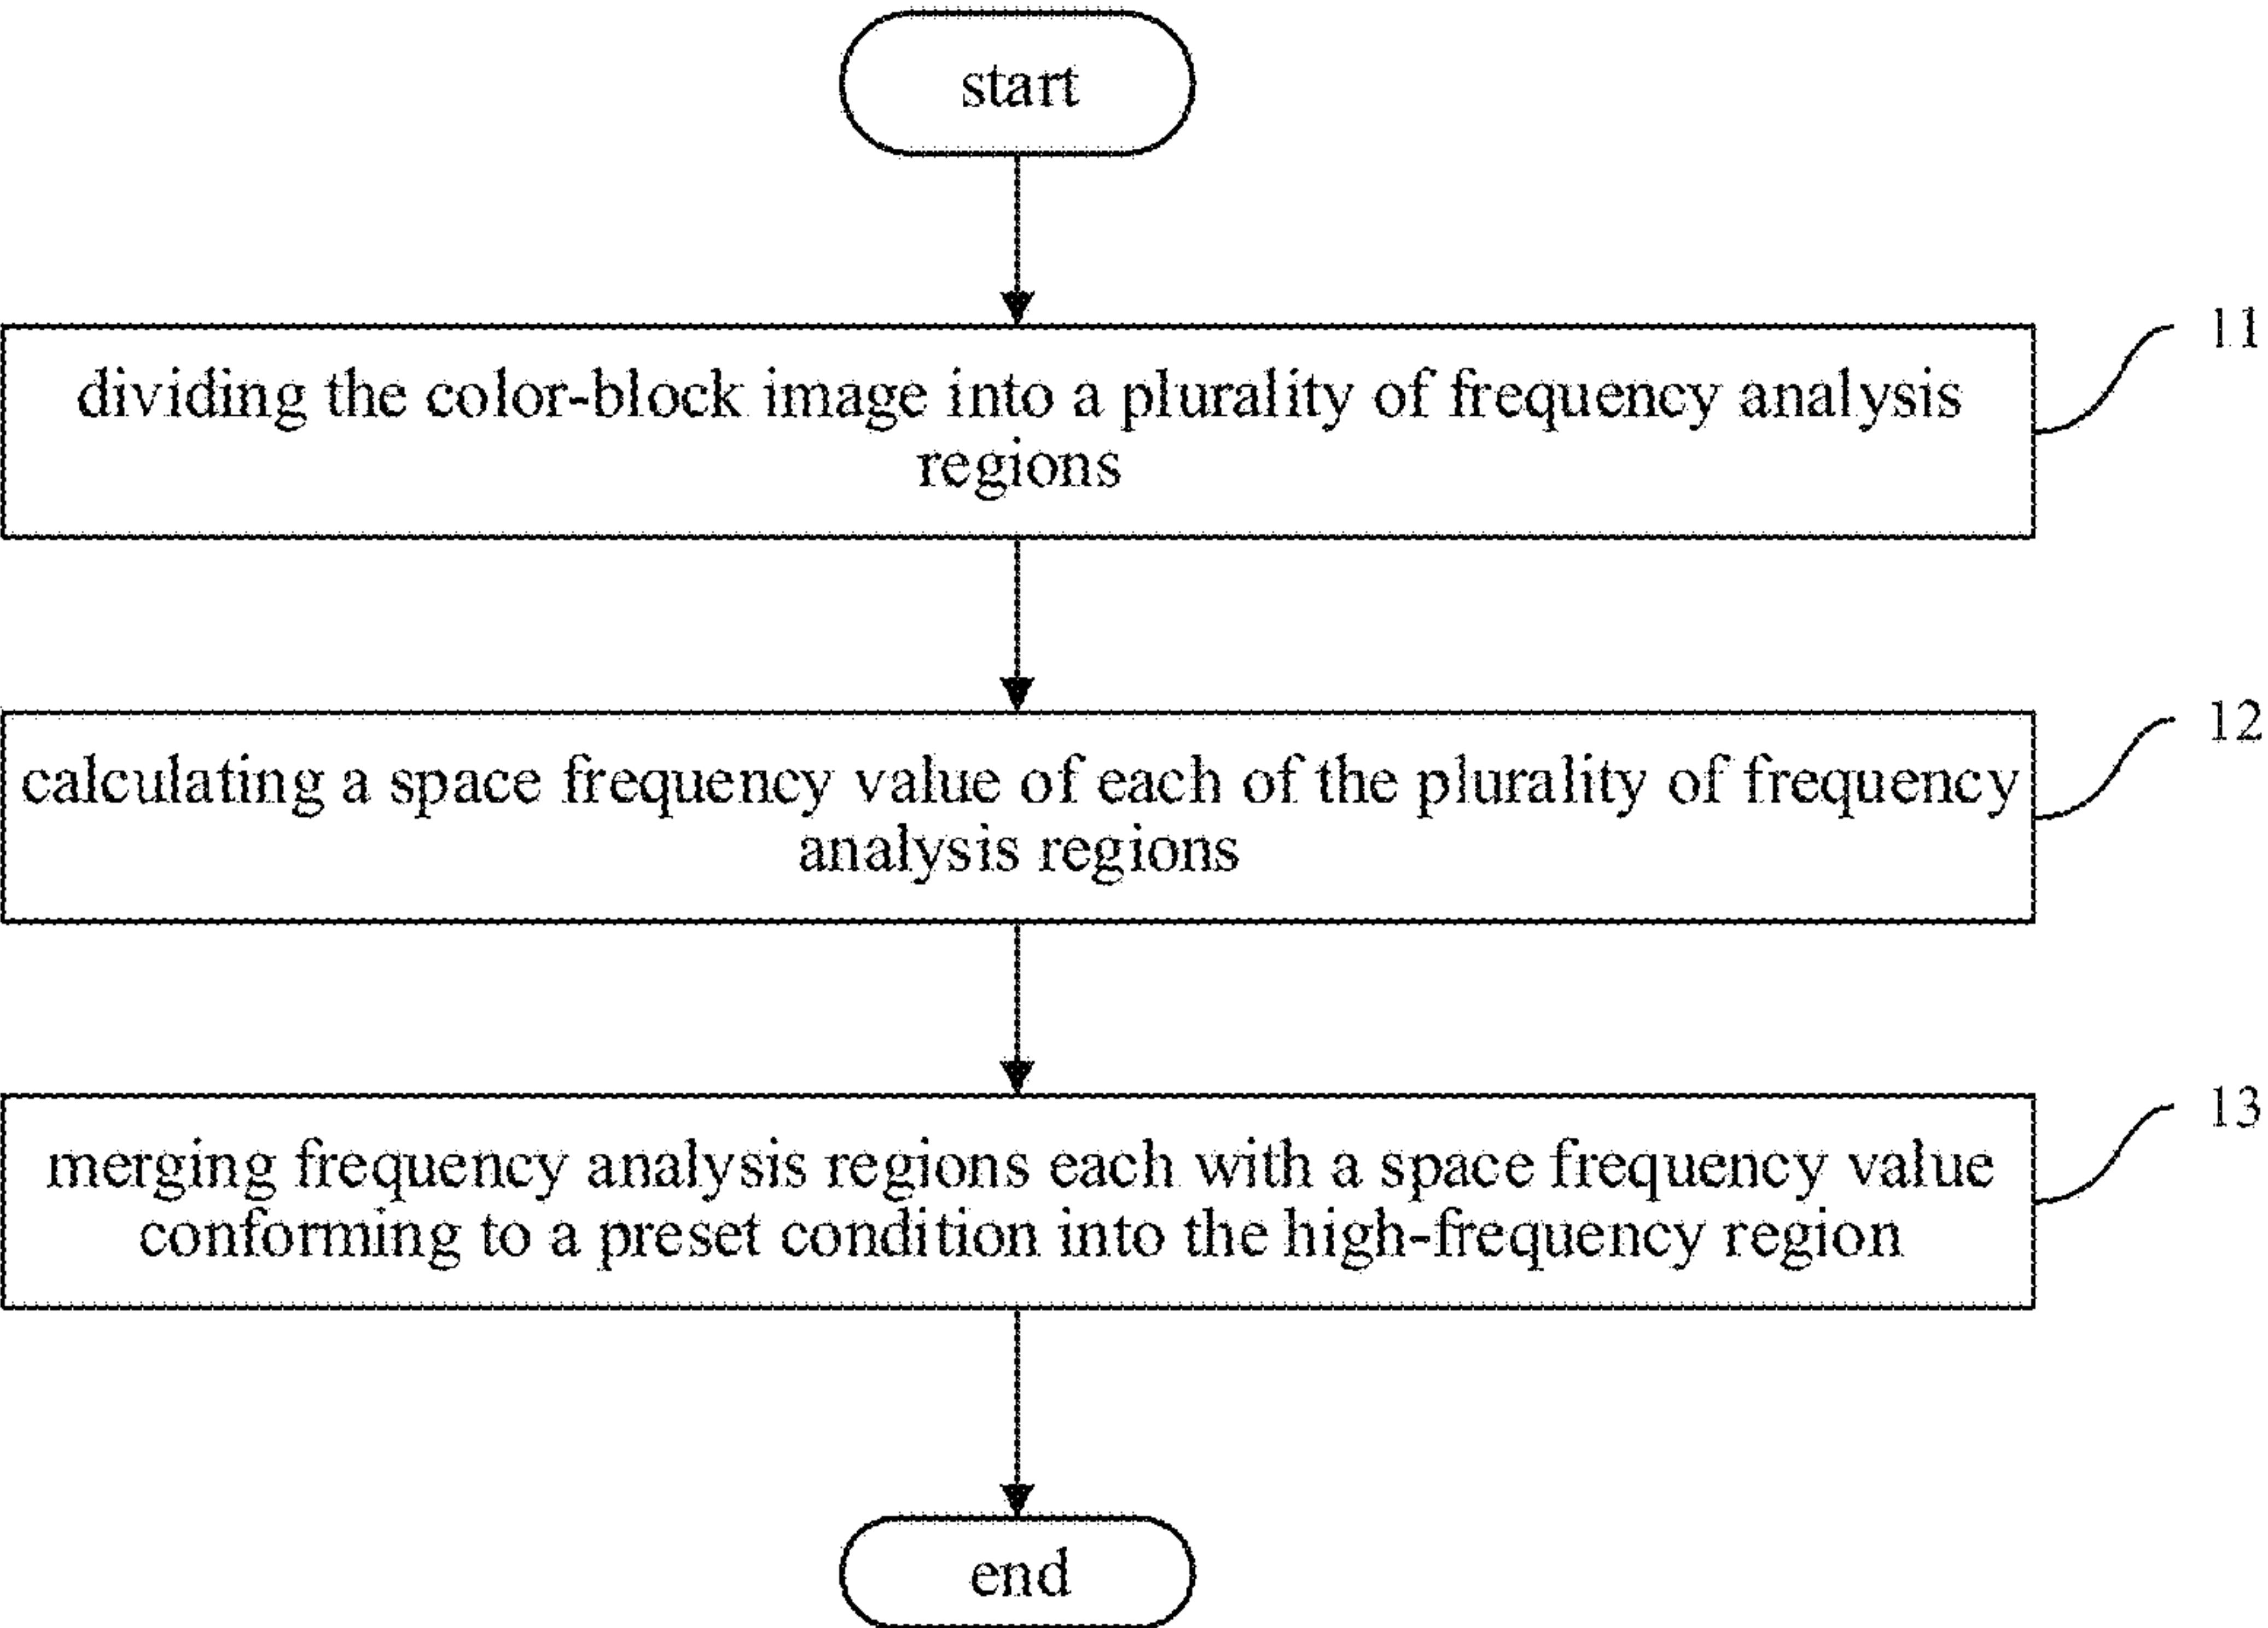 start
11
dividing the color-block image into a plurality of frequency analysis
regions
12
calculating a space frequency value of each of the plurality of frequency
analysis regions
13
merging frequency analysis regions each with a space frequency value
conforming to a preset condition into the high-frequency region
end